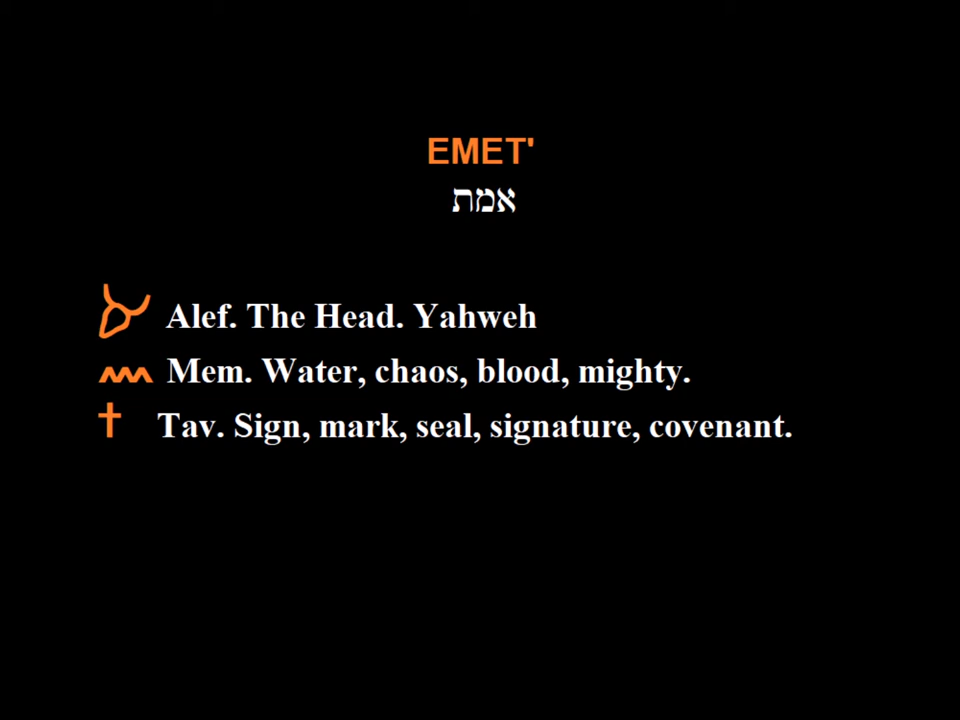 EMET'
אמת
Alef. The Head. Yahweh
Mem. Water, chaos, blood, mighty.
Tav. Sign, mark, seal, signature, covenant.